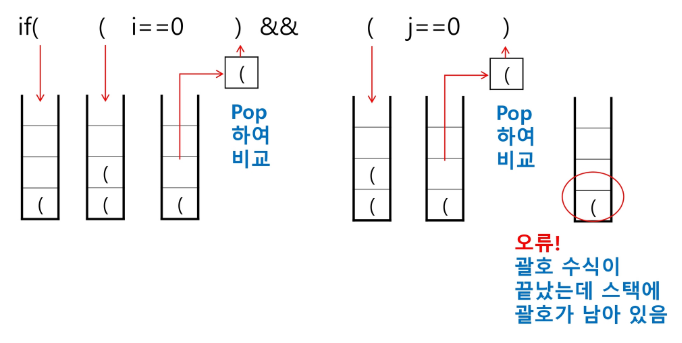 if( ( i==0 ) && ( j==0 )
( (
Pop
하여
비교
Pop
하여
비교
( (
( ( ( ( ( (
오류!
괄호 수식이
끝났는데 스택에
괄호가 남아 있음